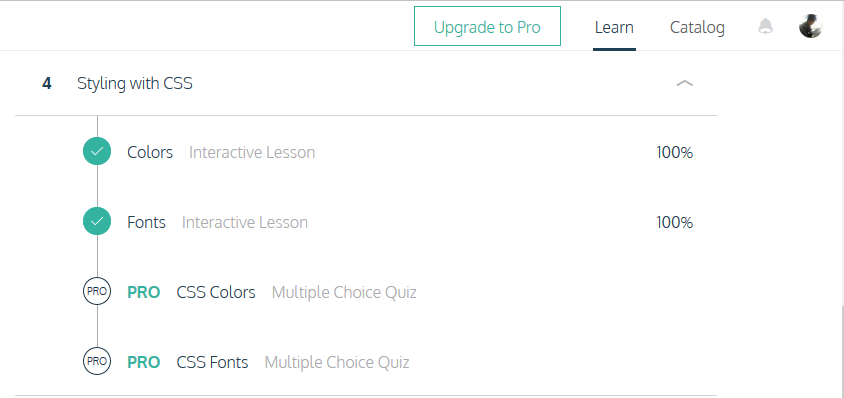 Upgrade to Pro Learn Catalog
4 Styling with CSS
Colors Interactive Lesson 100%
Fonts Interactive Lesson 100%
PRO PRO CSS Colors Multiple Choice Quiz
PRO PRO CSS Fonts Multiple Choice Quiz